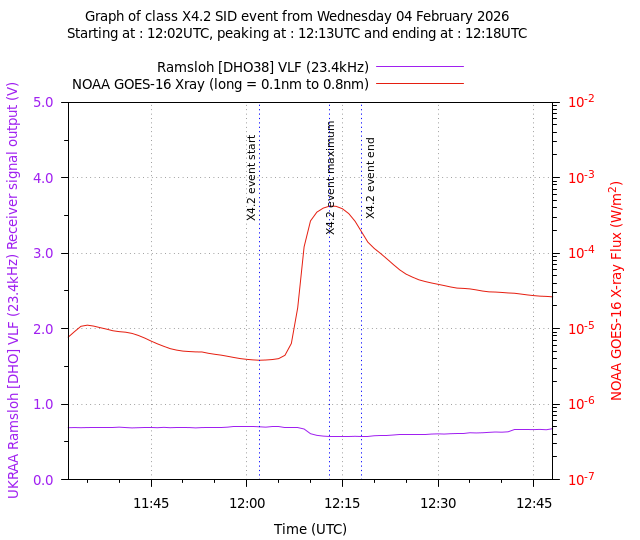 Graph of class X4.2 SID event from Wednesday 04 February 2026
Starting at : 12:02UTC, peaking at : 12:13UTC and ending at : 12:18UTC
Ramsloh [DHO38] VLF (23.4kHz)
NOAA GOES-16 Xray (long = 0.1nm to 0.8nm)
UKRAA Ramsloh [DHO] VLF (23.4kHz) Receiver signal output (V)
5.0
4.0
3.0
2.0
1.0
0.0
X4.2 event start
X4.2 event maximum
X4.2 event end
10-2
10-3
10-4
10-5
10-6
10-7
NOAA GOES-16 X-ray Flux (W/m2)
11:45 12:00 12:15 12:30 12:45
Time (UTC)